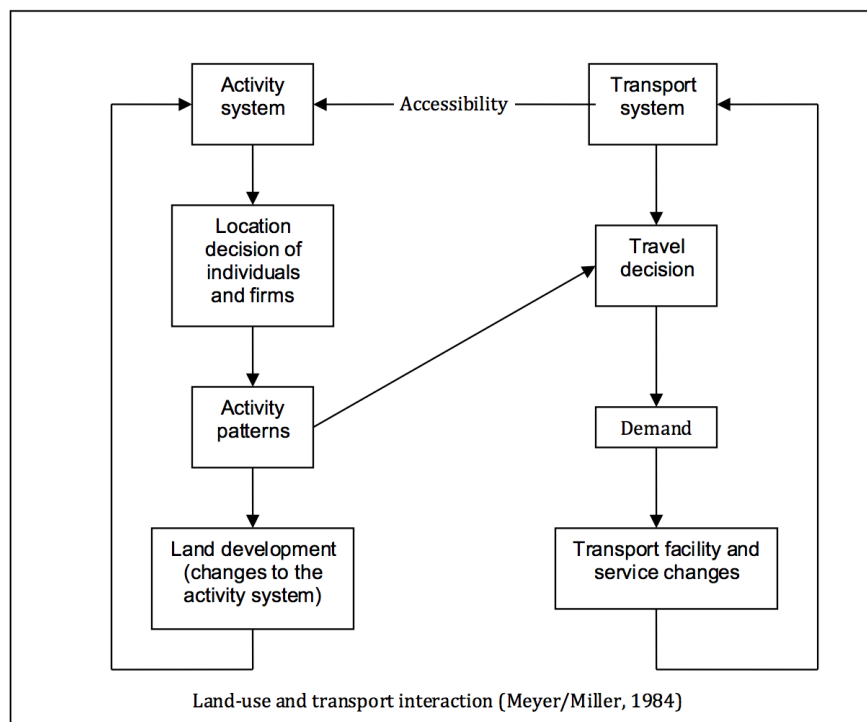 Activity
system
Accessibility
Transport
system
Location
decision of
individuals
and firms
Travel
decision
Activity
patterns
Demand
Land development
(changes to the
activity system)
Transport facility and
service changes
Land-use and transport interaction (Meyer/Miller, 1984)